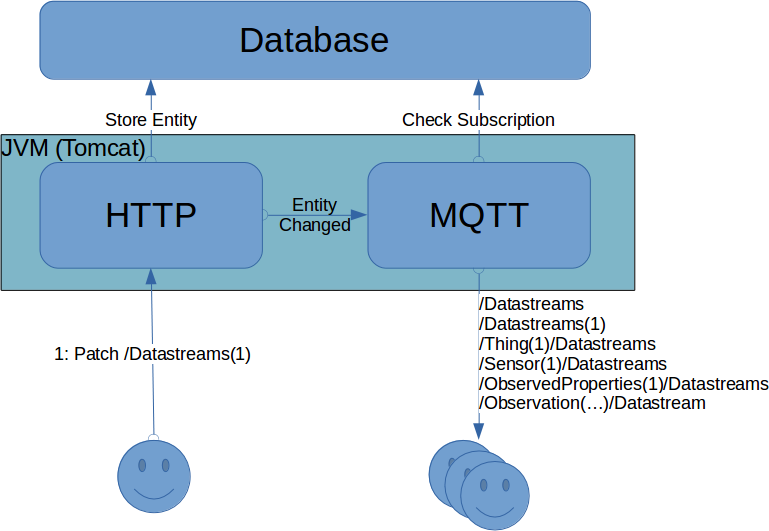 Database
Store Entity
Check Subscription
JVM (Tomcat)
HTTP
Entity
Changed
MQTT
1: Patch /Datastreams(1)
/Datastreams
/Datastreams(1)
/Thing(1)/Datastreams
/Sensor(1)/Datastreams
/ObservedProperties(1)/Datastreams
/Observation(…)/Datastream